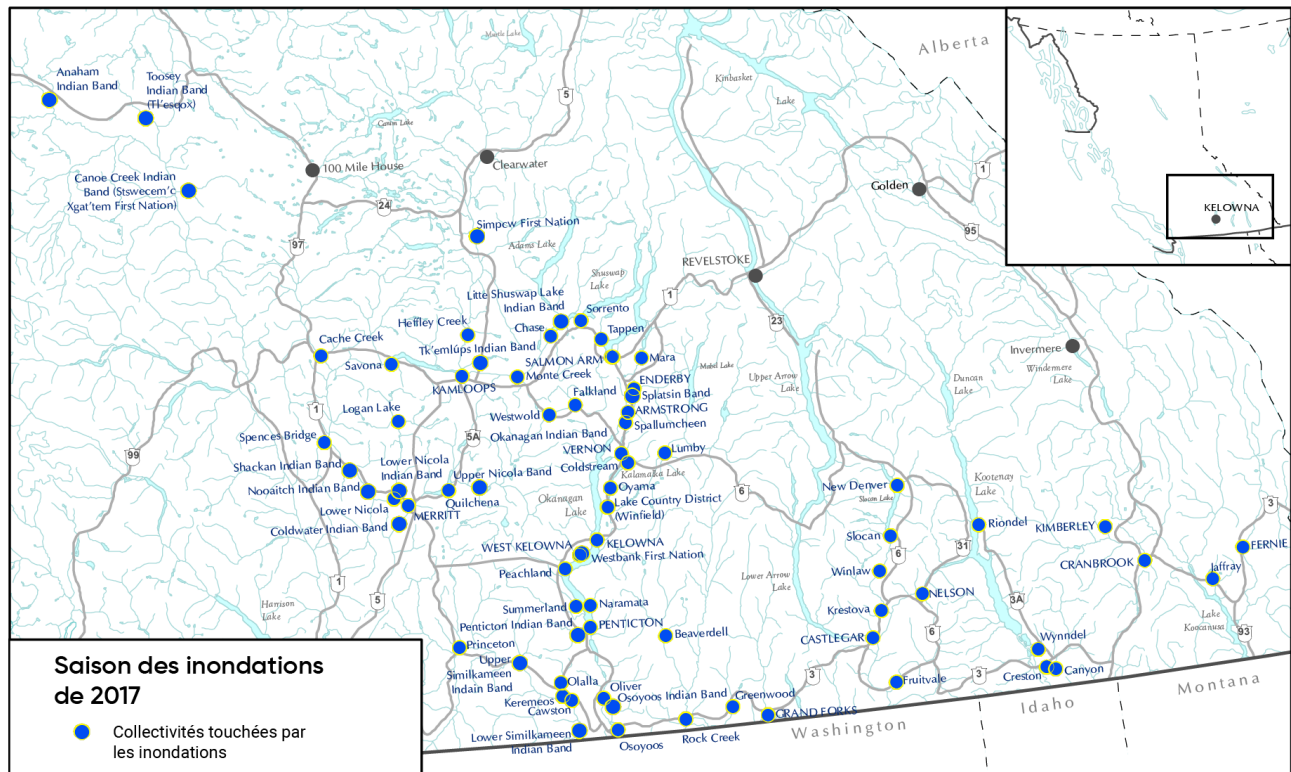 Alberta
Kinbasket
Lake
Murtle Lake
Canim Lake
5
Anaham
Indian Band
Toosey
Indian Band
(Tl'esqox)
100 Mile House
Clearwater
Canoe Creek Indian
Band (Stswecem'c
Xgat'tem First Nation)
24
97
Golden
1
95
KELOWNA
Simpcw First Nation
Adams Lake
Shuswap
Lake
REVELSTOKE
1
23
Litte Shuswap Lake
Indian Band
Sorrento
Chase
Tappen
Heffley Creek
Tk'emlúps Indian Band
SALMON ARM
Mara
Mabel Lake
Cache Creek
Savona
KAMLOOPS
Monte Creek
ENDERBY
Splatsin Band
Falkland
ARMSTRONG
Westwold
Spallumcheen
Okanagan Indian Band
Upper Arrow
Lake
Duncan
Lake
Invermere
Windermere
Lake
Logan Lake
1
5A
99
Spences Bridge
VERNON
Lumby
Coldstream
Kalamalka Lake
Shackan Indian Band
Lower Nicola
Indian Band
Upper Nicola Band
Nooaitch Indian Band
Quilchena
Lower Nicola
MERRITT
Coldwater Indian Band
Okanagan
Lake
Oyama
Lake Country District
(Winfield)
6
New Denver
Slocan Lake
Kootenay
Lake
Riondel
KIMBERLEY
3
WEST KELOWNA
KELOWNA
Westbank First Nation
Peachland
Slocan
6
31
CRANBROOK
FERNIE
Jaffray
Lower Arrow
Lake
Winlaw
NELSON
3A
1
5
Harrison
Lake
Summerland
Naramata
Penticton Indian Band
PENTICTON
Beaverdell
Krestova
CASTLEGAR
6
Wynndel
Lake
Koocanusa
93
Princeton
Upper
Similkameen
Indain Band
Olalla
Keremeos
Cawston
Oliver
Osoyoos Indian Band
Greenwood
3
Fruitvale
3
Creston
Canyon
Montana
Lower Similkameen
Indian Band
Osoyoos
Rock Creek
GRAND FORKS
Washington
Idaho
Saison des inondations
de 2017
Collectivités touchées par
les inondations